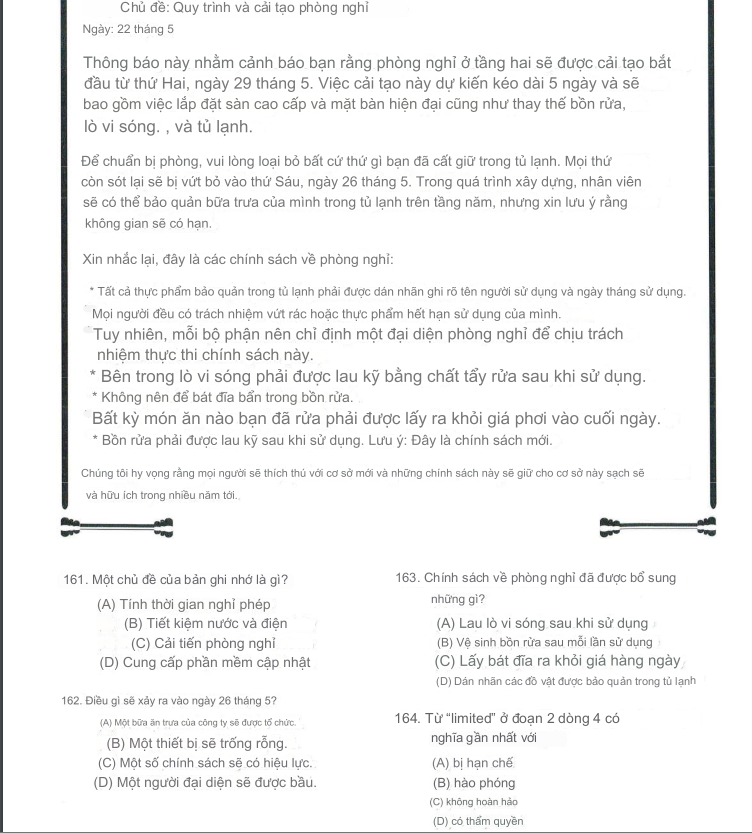 Chủ đề: Quy trình và cải tạo phòng nghỉ
Ngày: 22 tháng 5
Thông báo này nhằm cảnh báo bạn rằng phòng nghỉ ở tầng hai sẽ được cải tạo bắt
đầu từ thứ Hai, ngày 29 tháng 5. Việc cải tạo này dự kiến kéo dài 5 ngày và sẽ
bao gồm việc lắp đặt sàn cao cấp và mặt bàn hiện đại cũng như thay thế bồn rửa,
lò vi sóng. , và tủ lạnh.
Để chuẩn bị phòng, vui lòng loại bỏ bất cứ thứ gì bạn đã cất giữ trong tủ lạnh. Mọi thứ
còn sót lại sẽ bị vứt bỏ vào thứ Sáu, ngày 26 tháng 5. Trong quá trình xây dựng, nhân viên
sẽ có thể bảo quản bữa trưa của mình trong tủ lạnh trên tầng năm, nhưng xin lưu ý rằng
không gian sẽ có hạn.
Xin nhắc lại, đây là các chính sách về phòng nghỉ:
* Tất cả thực phẩm bảo quản trong tủ lạnh phải được dán nhãn ghi rõ tên người sử dụng và ngày tháng sử dụng.
Mọi người đều có trách nhiệm vứt rác hoặc thực phẩm hết hạn sử dụng của mình.
Tuy nhiên, mỗi bộ phận nên chỉ định một đại diện phòng nghỉ để chịu trách
nhiệm thực thi chính sách này.
* Bên trong lò vi sóng phải được lau kỹ bằng chất tẩy rửa sau khi sử dụng.
* Không nên để bát đĩa bẩn trong bồn rửa.
Bất kỳ món ăn nào bạn đã rửa phải được lấy ra khỏi giá phơi vào cuối ngày.
* Bồn rửa phải được lau kỹ sau khi sử dụng. Lưu ý: Đây là chính sách mới.
Chúng tôi hy vọng rằng mọi người sẽ thích thú với cơ sở mới và những chính sách này sẽ giữ cho cơ sở này sạch sẽ
và hữu ích trong nhiều năm tới.
161. Một chủ đề của bản ghi nhớ là gì?
(A) Tính thời gian nghỉ phép
(B) Tiết kiệm nước và điện
(C) Cải tiến phòng nghỉ
(D) Cung cấp phần mềm cập nhật
162. Điều gì sẽ xảy ra vào ngày 26 tháng 5?
(A) Một bữa ăn trưa của công ty sẽ được tổ chức.
(B) Một thiết bị sẽ trống rỗng.
(C) Một số chính sách sẽ có hiệu lực.
(D) Một người đại diện sẽ được bầu.
163. Chính sách về phòng nghỉ đã được bổ sung
những gì?
(A) Lau lò vi sóng sau khi sử dụng
(B) Vệ sinh bồn rửa sau mỗi lần sử dụng
(C) Lấy bát đĩa ra khỏi giá hàng ngày
(D) Dán nhãn các đồ vật được bảo quản trong tủ lạnh
164. Từ “limited” ở đoạn 2 dòng 4 có
nghĩa gần nhất với
(A) bị hạn chế
(B) hào phóng
(C) không hoàn hảo
(D) có thẩm quyền